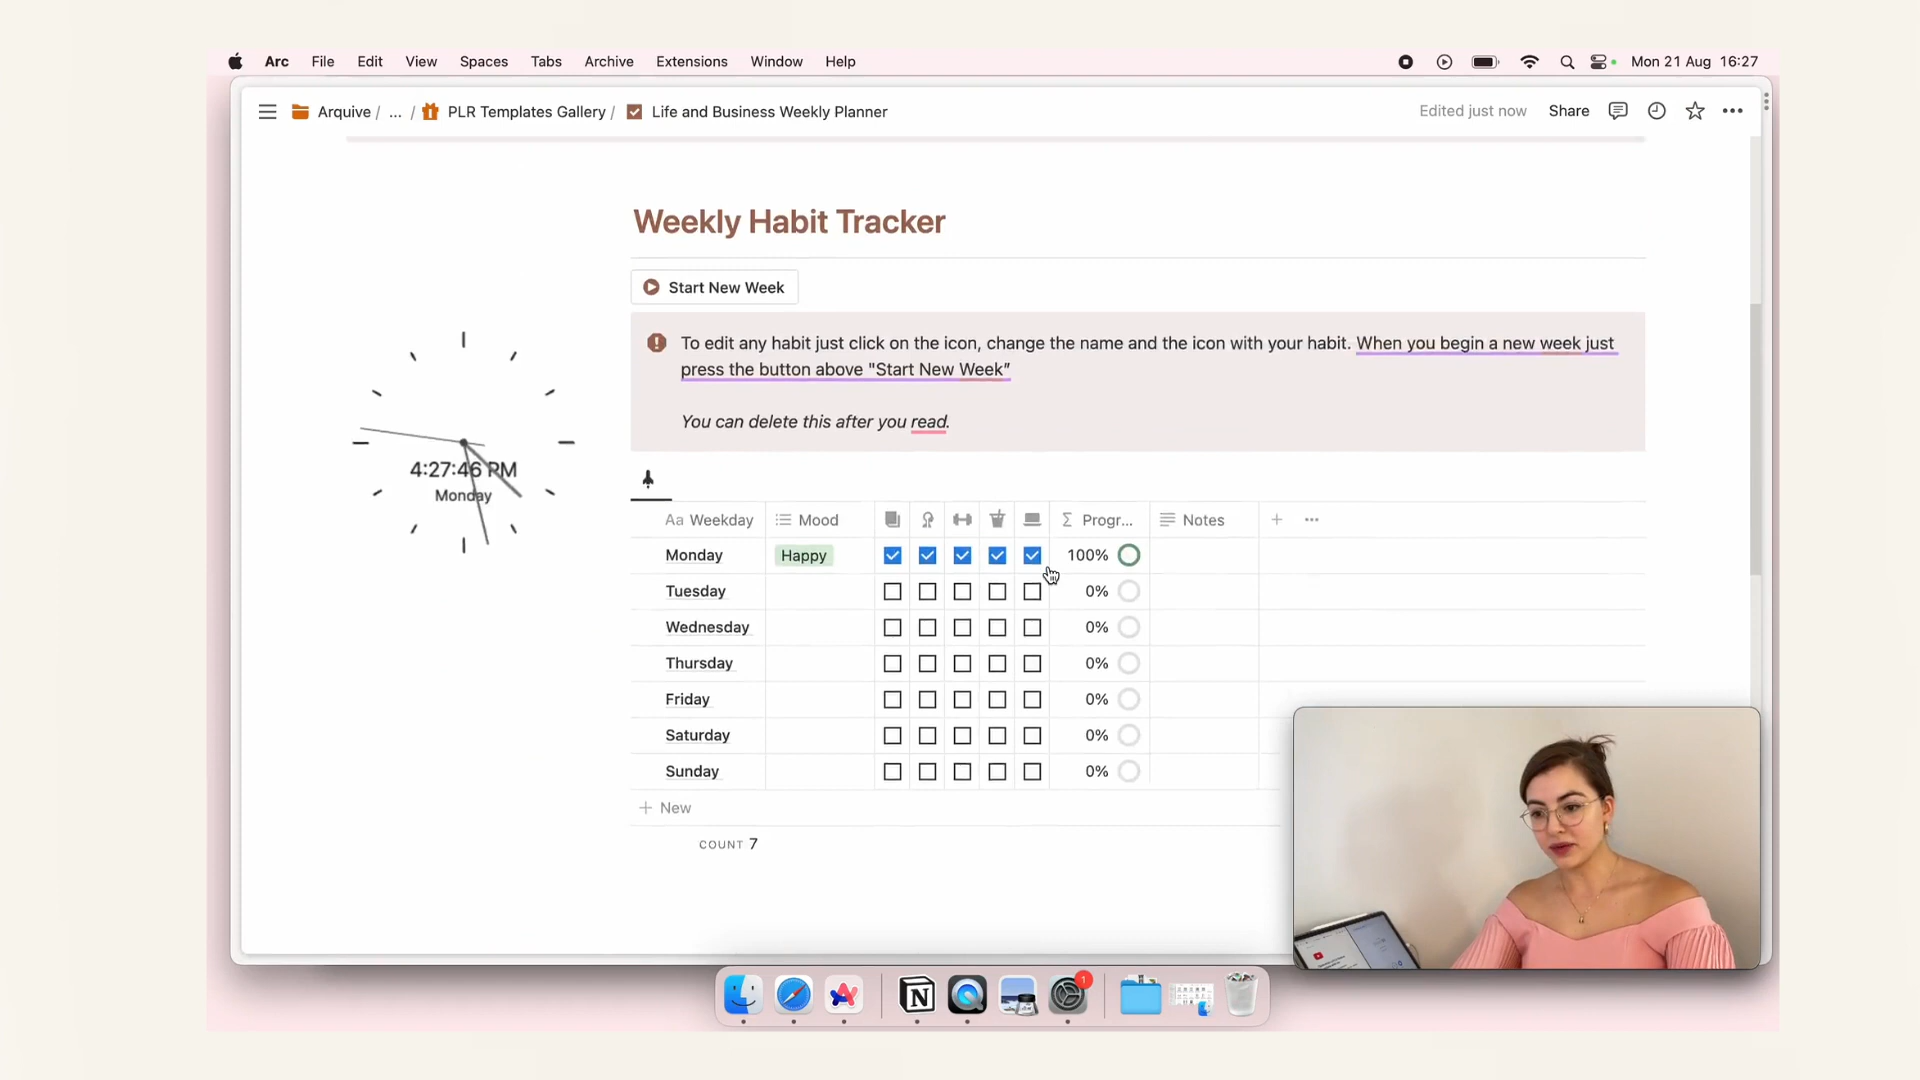 Arc File Edit View Spaces Tabs Archive Extensions Window Help Mon 21 Aug 16:27
Arquive / ... / PLR Templates Gallery / Life and Business Weekly Planner Edited just now Share
Weekly Habit Tracker
Start New Week
To edit any habit just click on the icon, change the name and the icon with your habit. When you begin a new week just
press the button above "Start New Week"
You can delete this after you read.
4:27:46 PM
Monday
Aa Weekday Mood Σ Progr... Notes
Monday Happy 100%
Tuesday 0%
Wednesday 0%
Thursday 0%
Friday 0%
Saturday 0%
Sunday 0%
+ New
COUNT 7
1